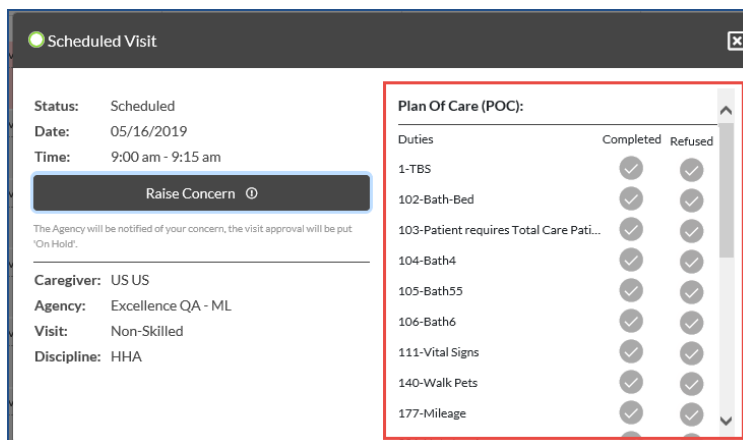 Scheduled Visit
Status: Scheduled
Date: 05/16/2019
Time: 9:00 am - 9:15 am
Raise Concern
The Agency will be notified of your concern, the visit approval will be put
'On Hold'.
Caregiver: US US
Agency: Excellence QA - ML
Visit: Non-Skilled
Discipline: HHA
Plan Of Care (POC):
Duties Completed Refused
1-TBS
102-Bath-Bed
103-Patient requires Total Care Pati...
104-Bath4
105-Bath55
106-Bath6
111-Vital Signs
140-Walk Pets
177-Mileage